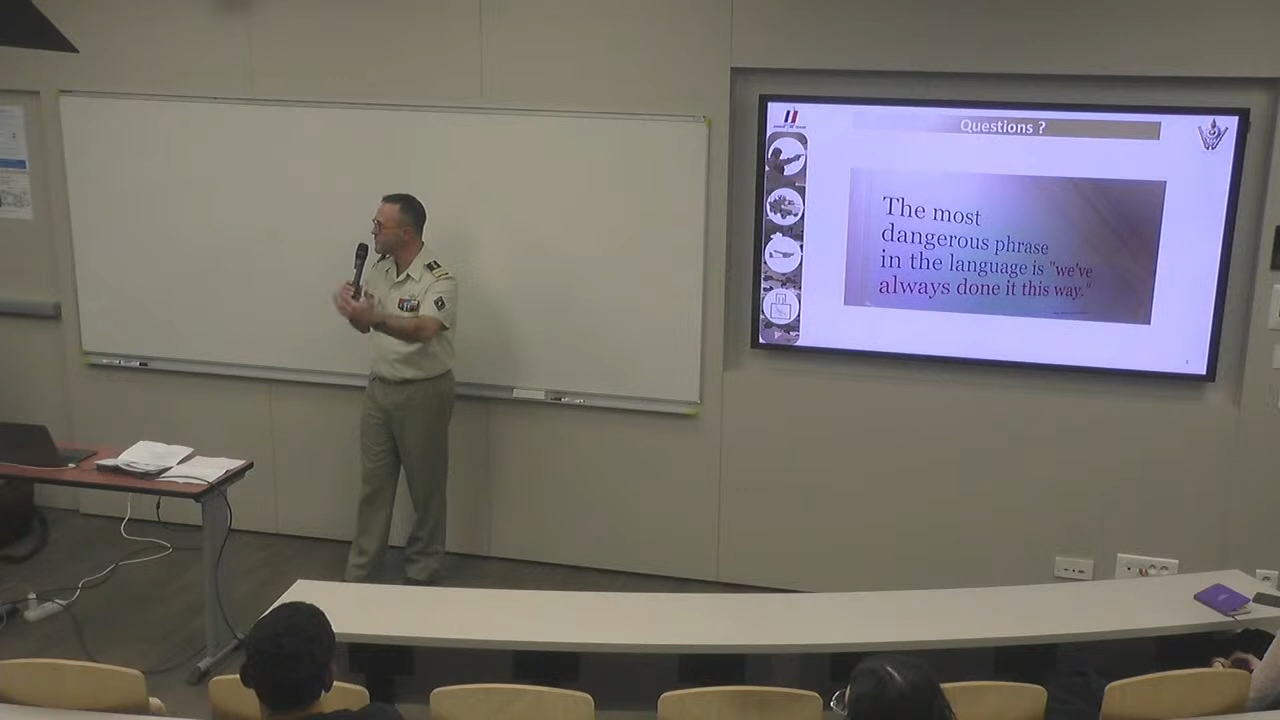 Questions ?
The most
dangerous phrase
in the language is "we've
always done it this way."